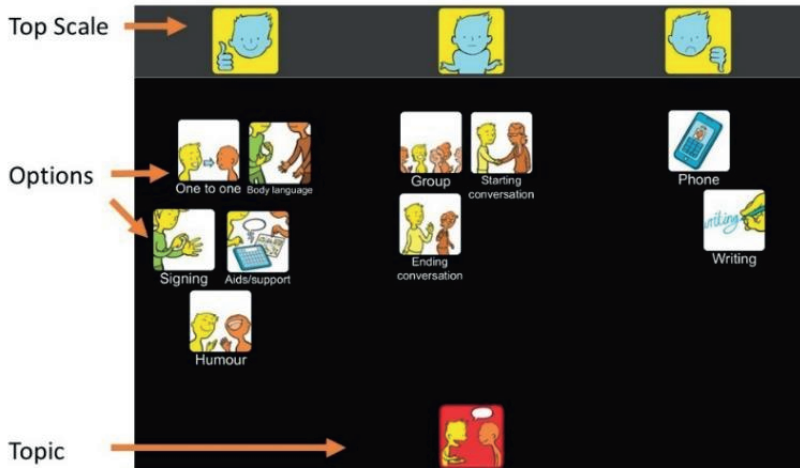 Top Scale
Options
One to one
Body language
Group
Starting
conversation
Phone
Signing
Aids/support
Ending
conversation
writing
Writing
Humour
Topic